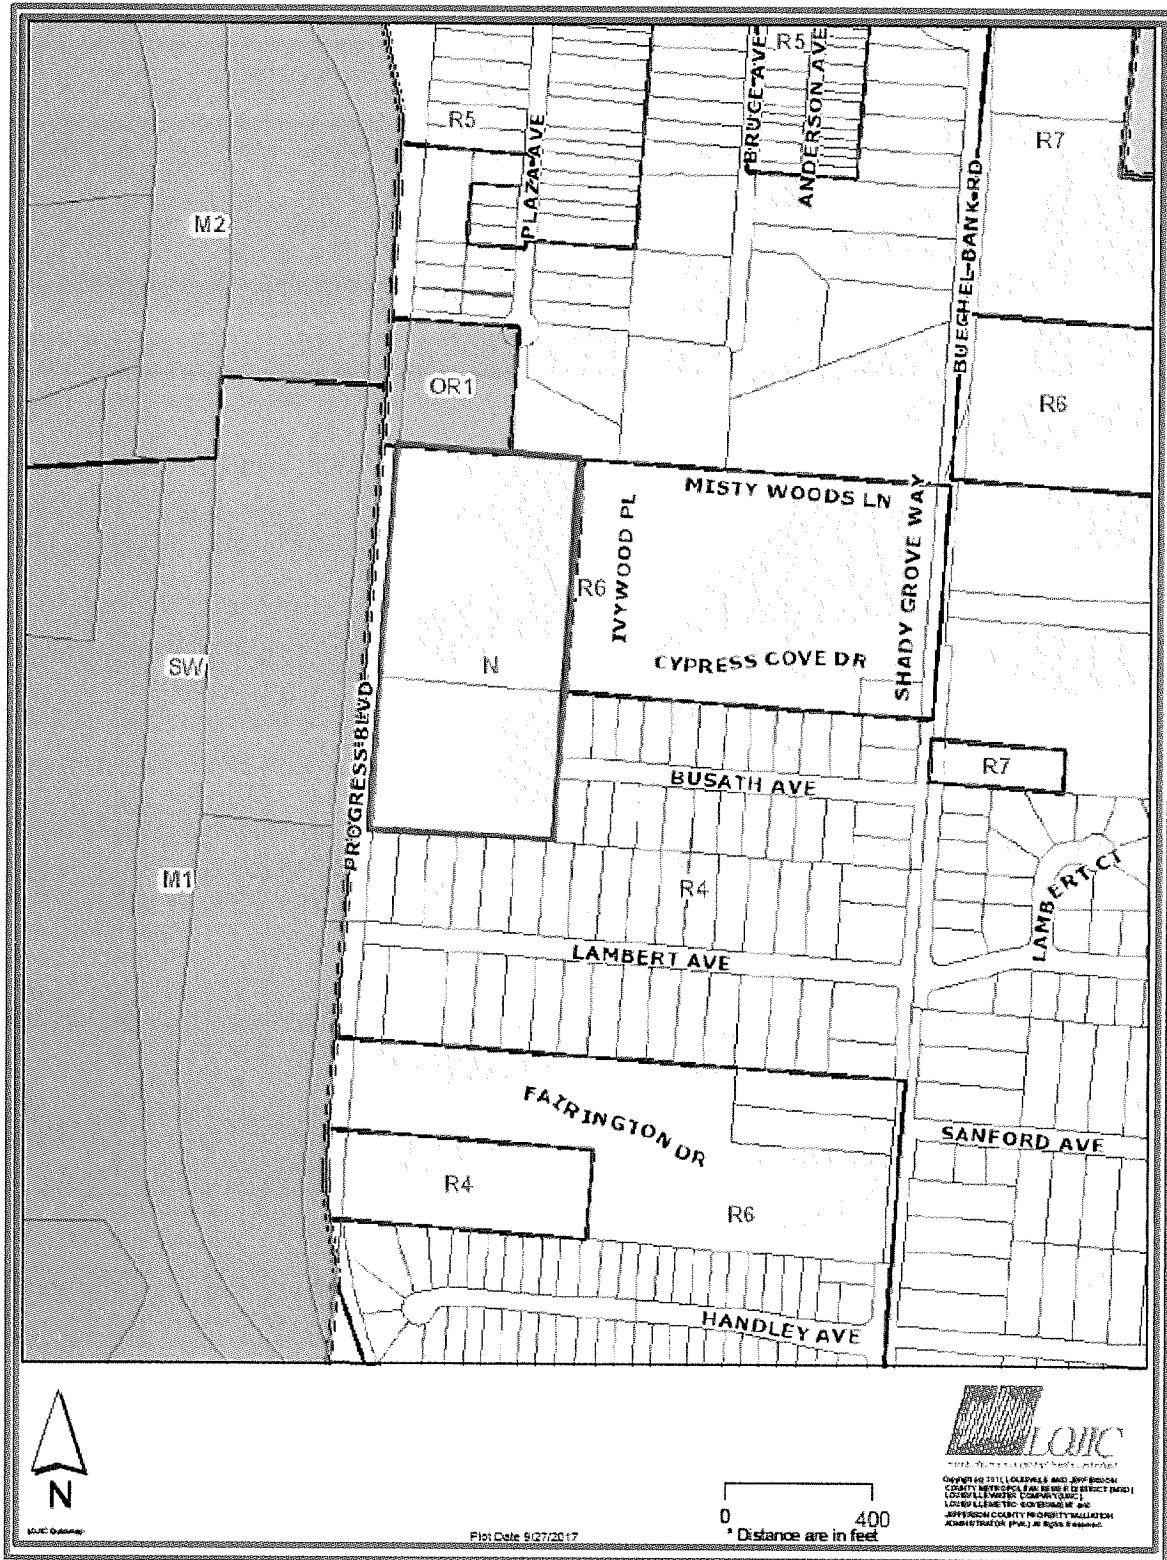 R5
BRUCE AVE
R5
ANDERSON AVE
R7
PLAZA AVE
M2
BUECHEL BANK RD
OR1
R6
MISTY WOODS LN
IVYWOOD PL
R6
SHADY GROVE WAY
CYPRESS COVE DR
SW
N
PROGRESS BLVD
BUSATH AVE
R7
M1
R4
LAMBERT CT
LAMBERT AVE
FAIRINGTON DR
SANFORD AVE
R4
R6
HANDLEY AVE
N
LOJIC
0 400
* Distance are in feet
Plot Date 9/27/2017